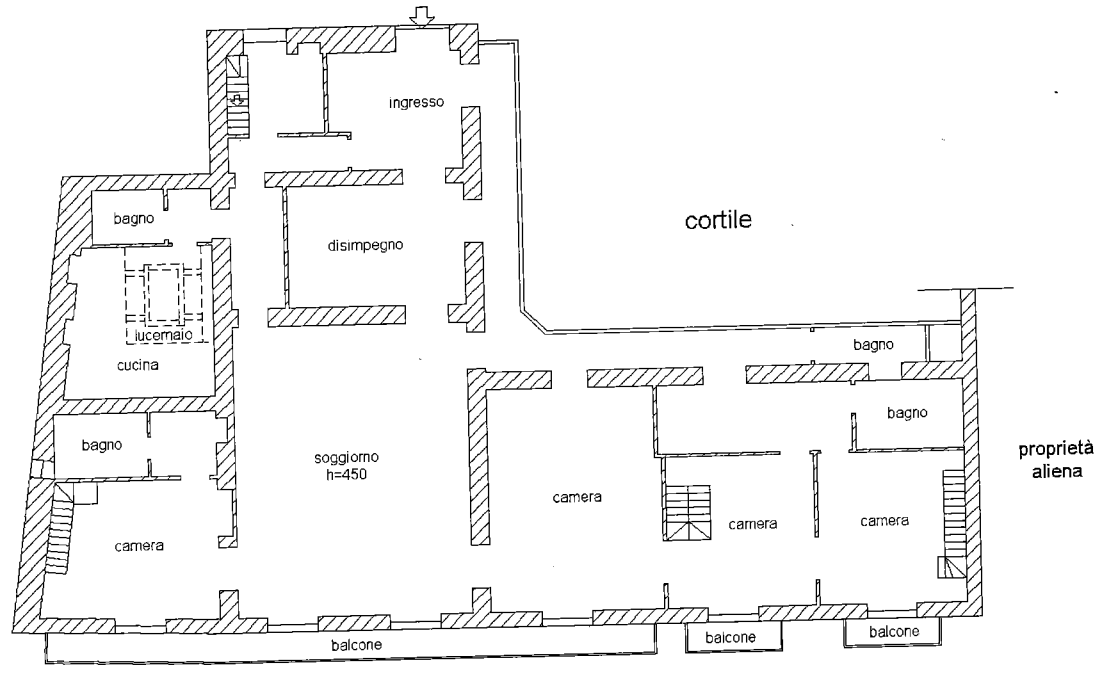 ingresso
bagno
cortile
disimpegno
lucernaio
bagno
cucina
bagno
bagno
proprietà
aliena
soggiorno
h=450
camera
camera
camera
camera
balcone
balcone
balcone